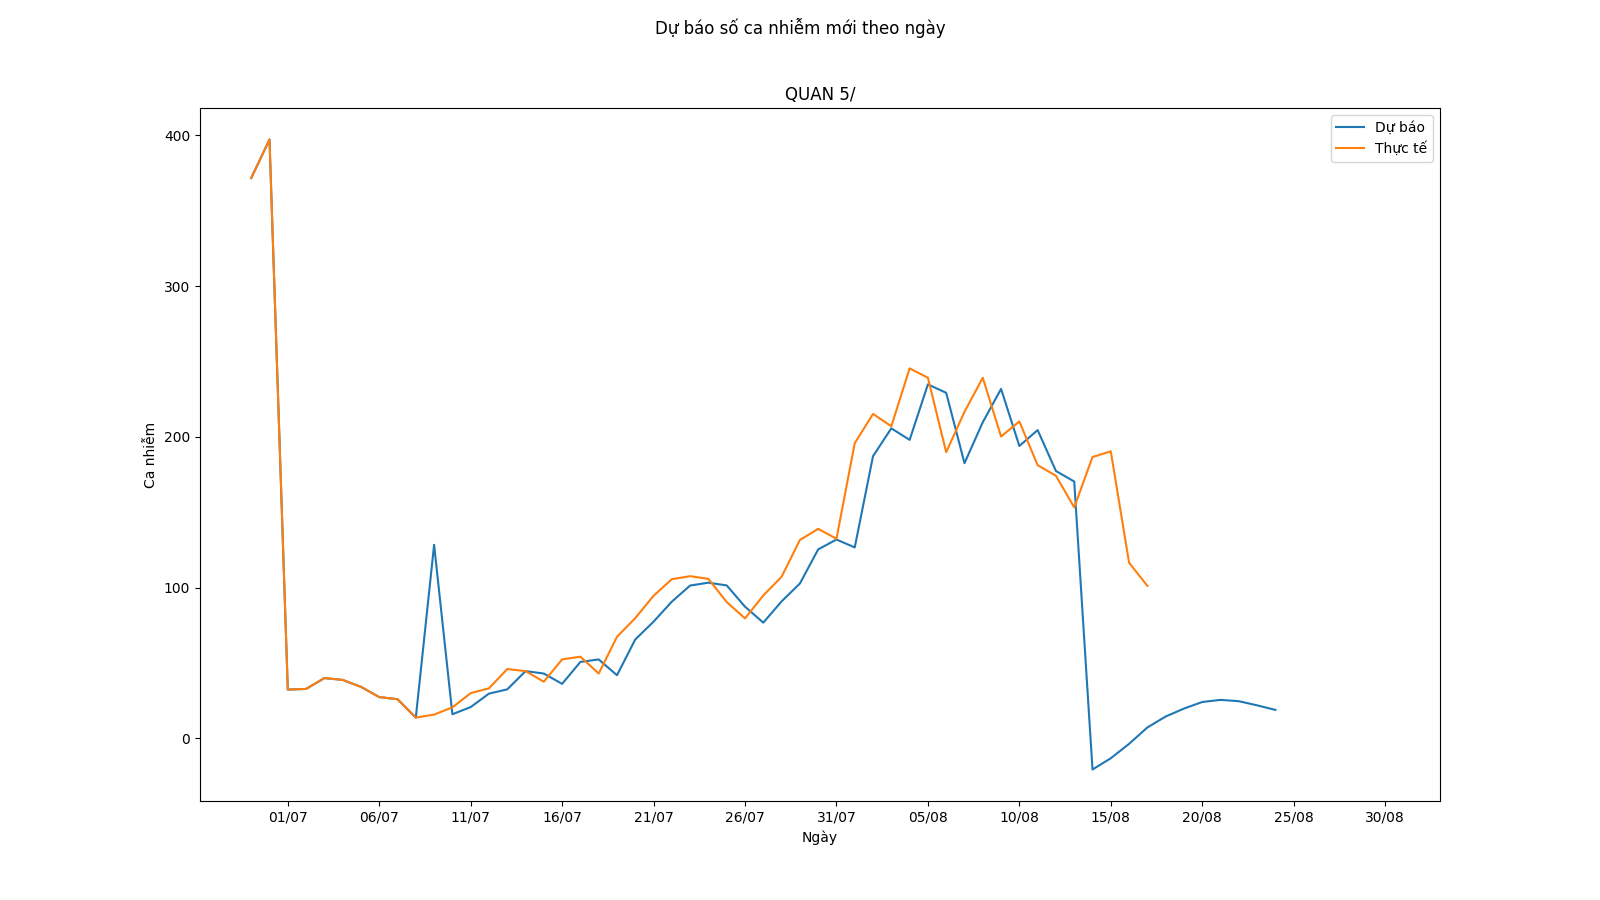 Dự báo số ca nhiễm mới theo ngày
QUAN 5/
Dự báo
Thực tế
400
300
200
100
0
Ca nhiễm
01/07 06/07 11/07 16/07 21/07 26/07 31/07 05/08 10/08 15/08 20/08 25/08 30/08
Ngày